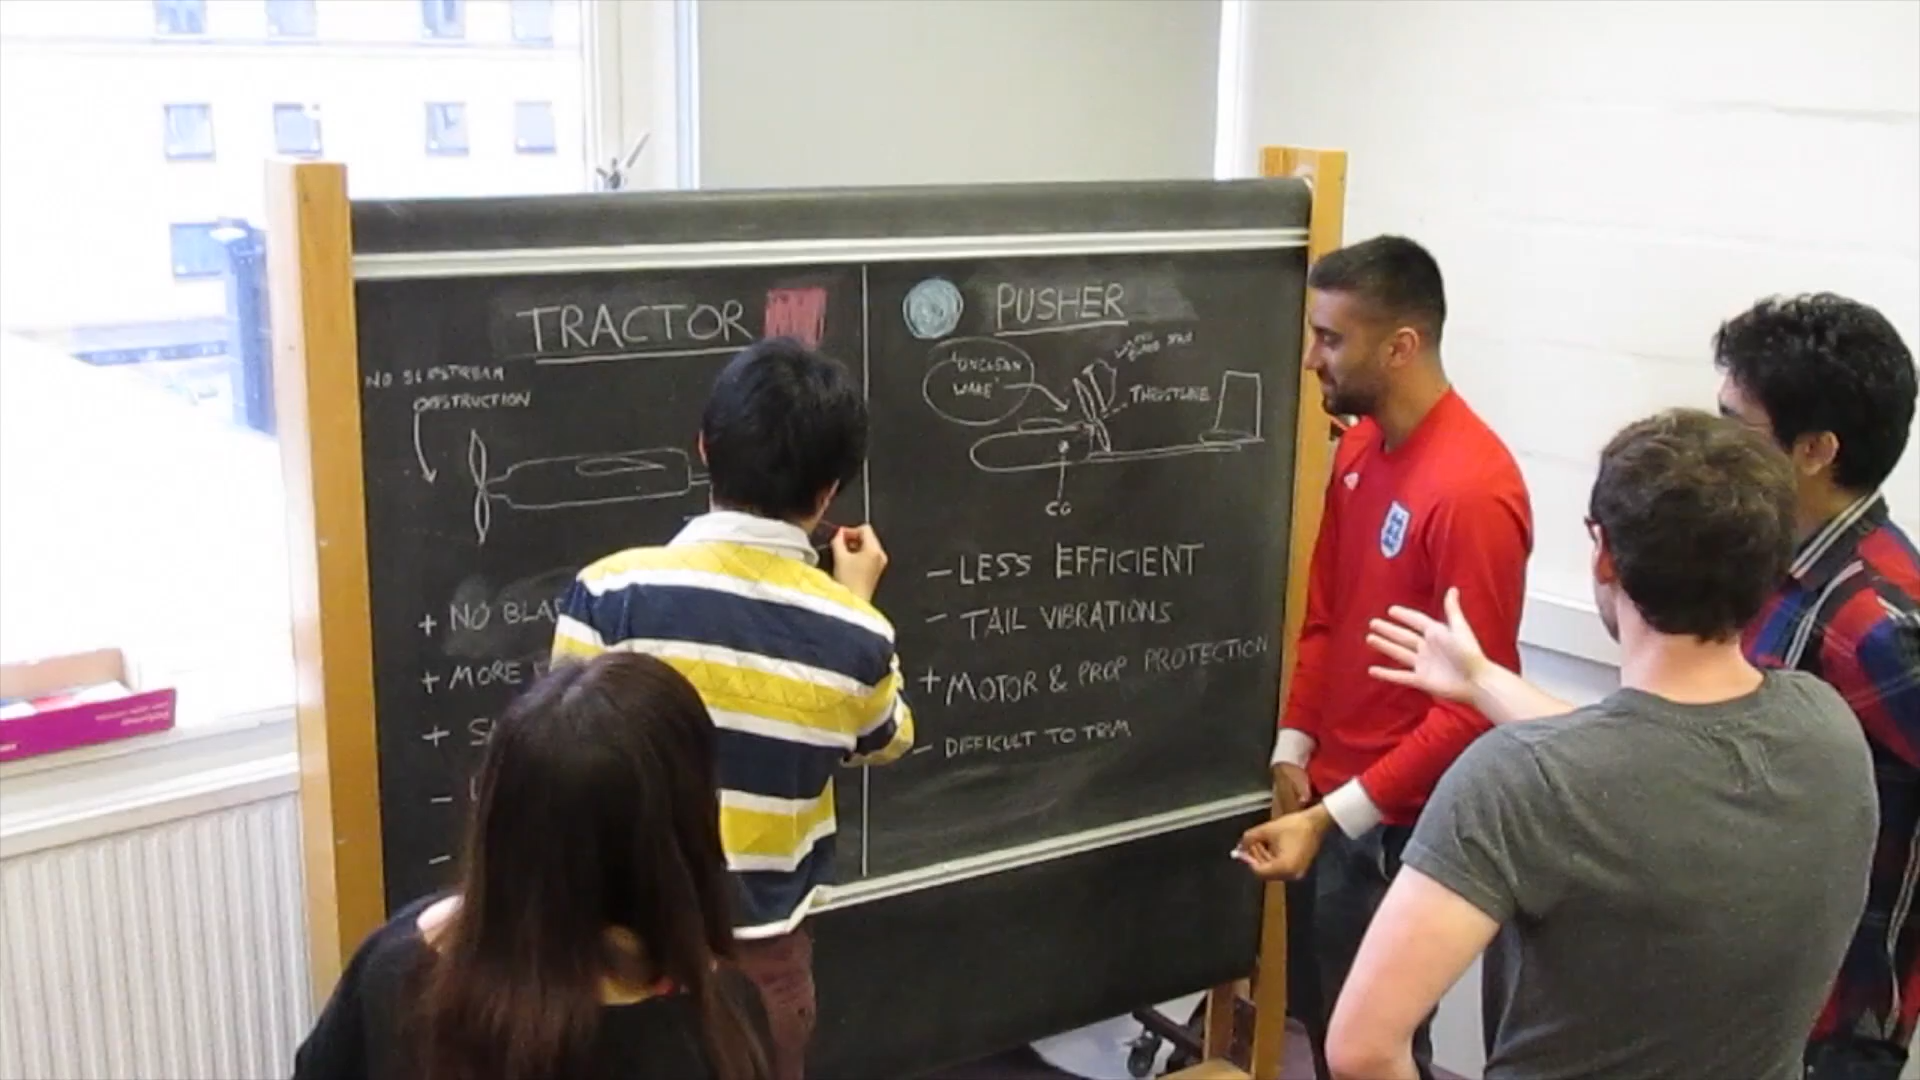 TRACTOR
NO SLIPSTREAM
OBSTRUCTION
+ NO BLA
+ MORE
+ S
PUSHER
'UNCLEAN
WAKE'
THRUSTLINE
CG
- LESS EFFICIENT
- TAIL VIBRATIONS
+ MOTOR & PROP PROTECTION
- DIFFICULT TO TRIM